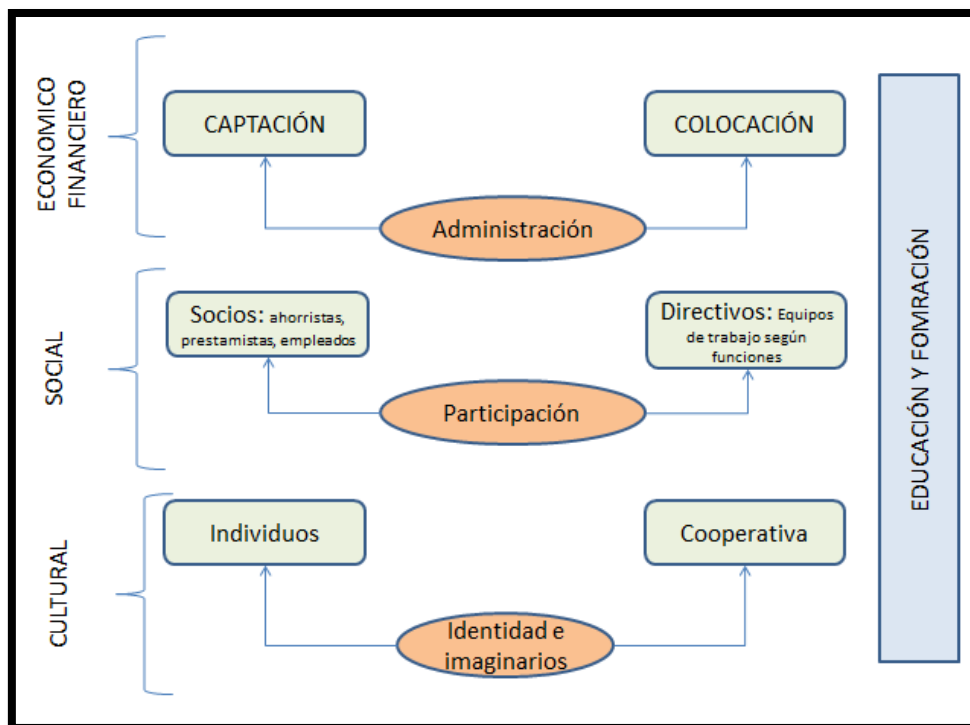 ECONOMICO
FINANCIERO
CAPTACIÓN
COLOCACIÓN
Administración
SOCIAL
Socios: ahorristas,
prestamistas, empleados
Directivos: Equipos
de trabajo según
funciones
Participación
CULTURAL
Individuos
Cooperativa
Identidad e
imaginarios
EDUCACIÓN Y FOMRACIÓN